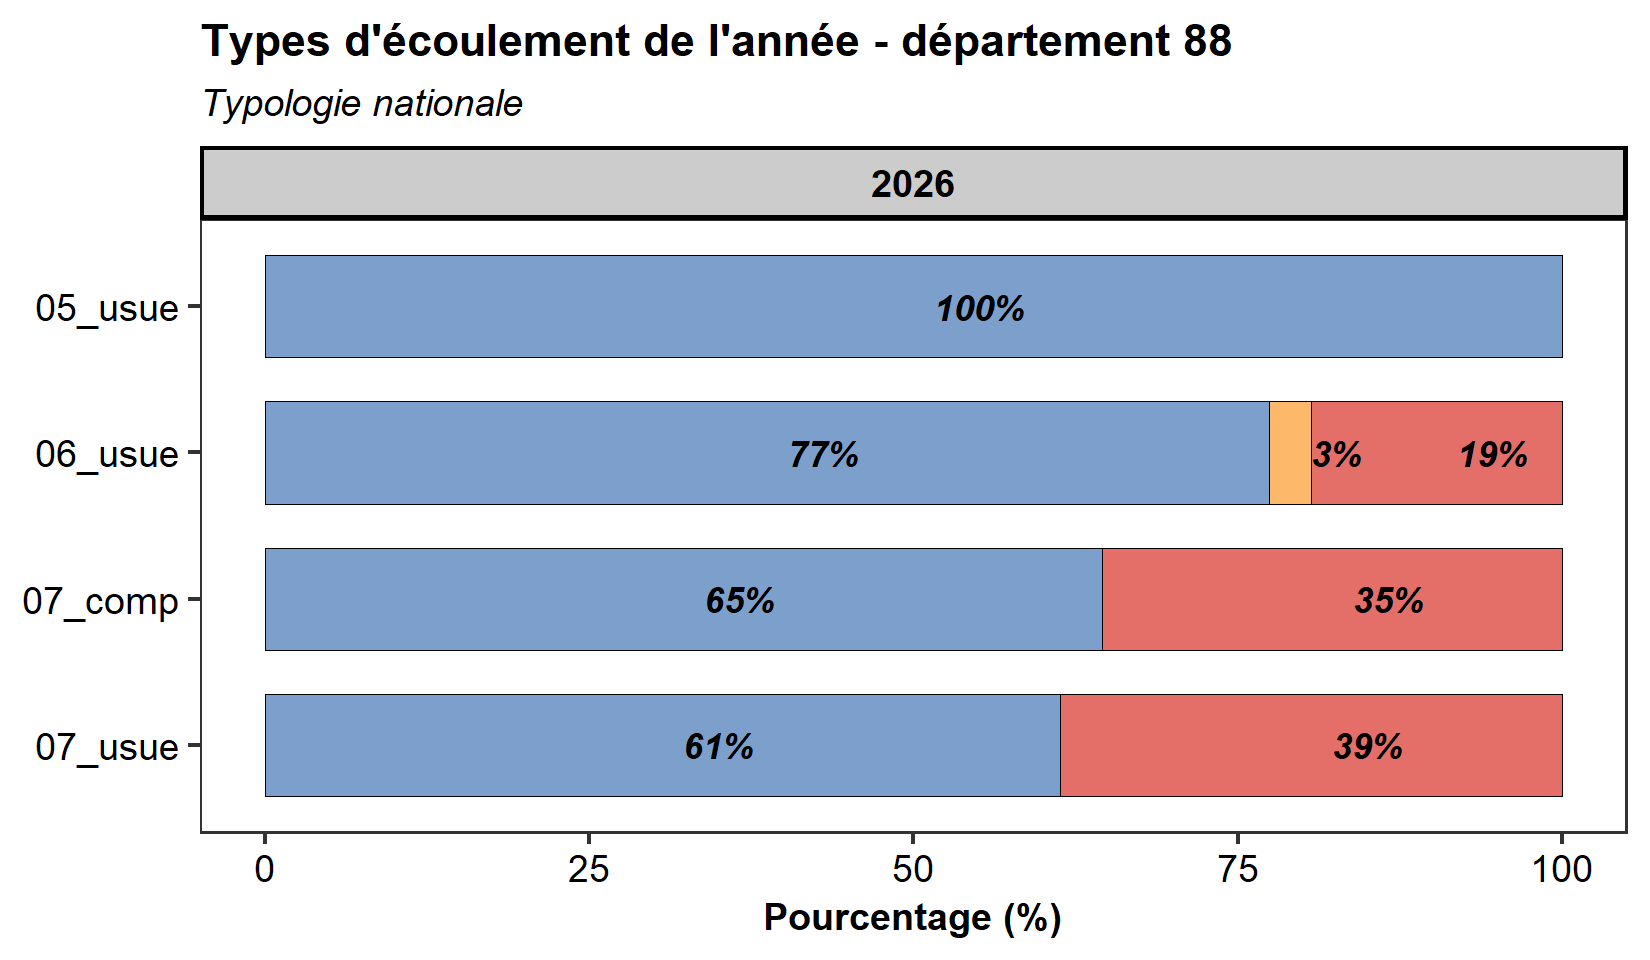 Types d'écoulement de l'année - département 88
Typologie nationale
2026
05_usue
100%
06_usue
77%
3%
19%
07_comp
65%
35%
07_usue
61%
39%
0 25 50 75 100
Pourcentage (%)